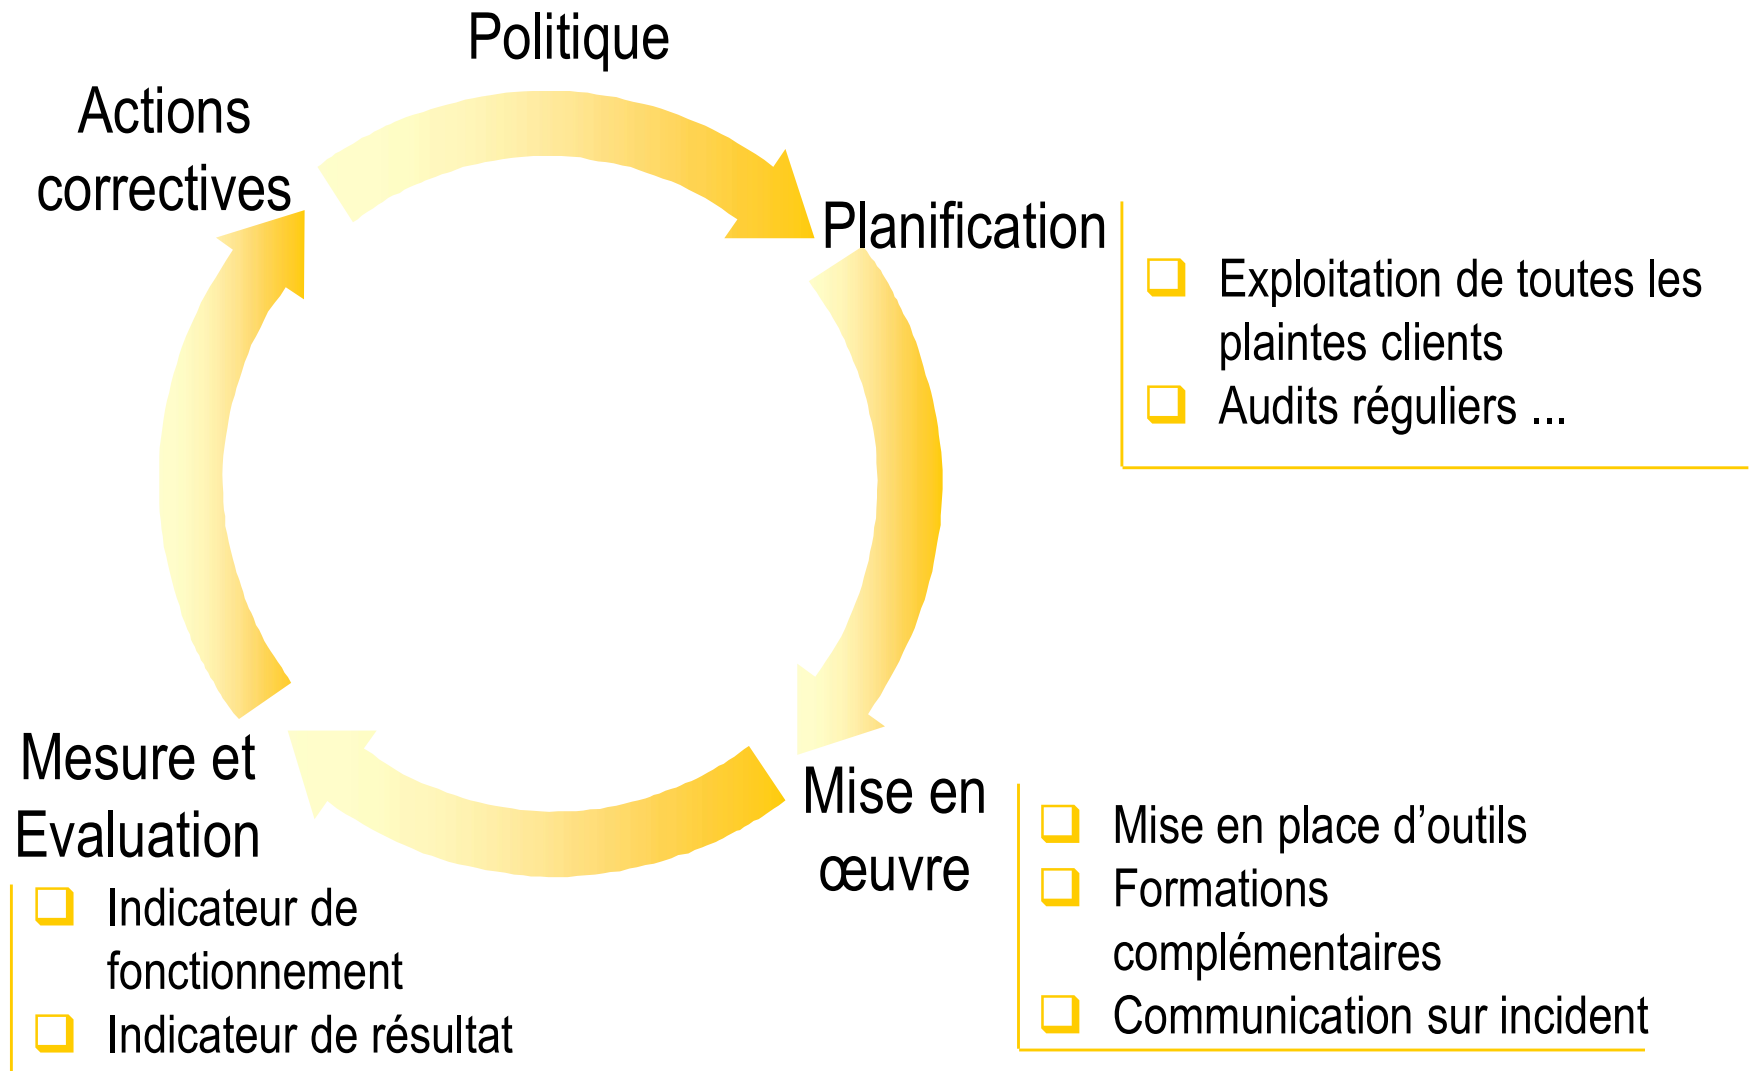 Politique
Actions
correctives
Planification
Exploitation de toutes les
plaintes clients
Audits réguliers ...
Mise en
œuvre
Mise en place d’outils
Formations
complémentaires
Communication sur incident
Mesure et
Evaluation
Indicateur de
fonctionnement
Indicateur de résultat